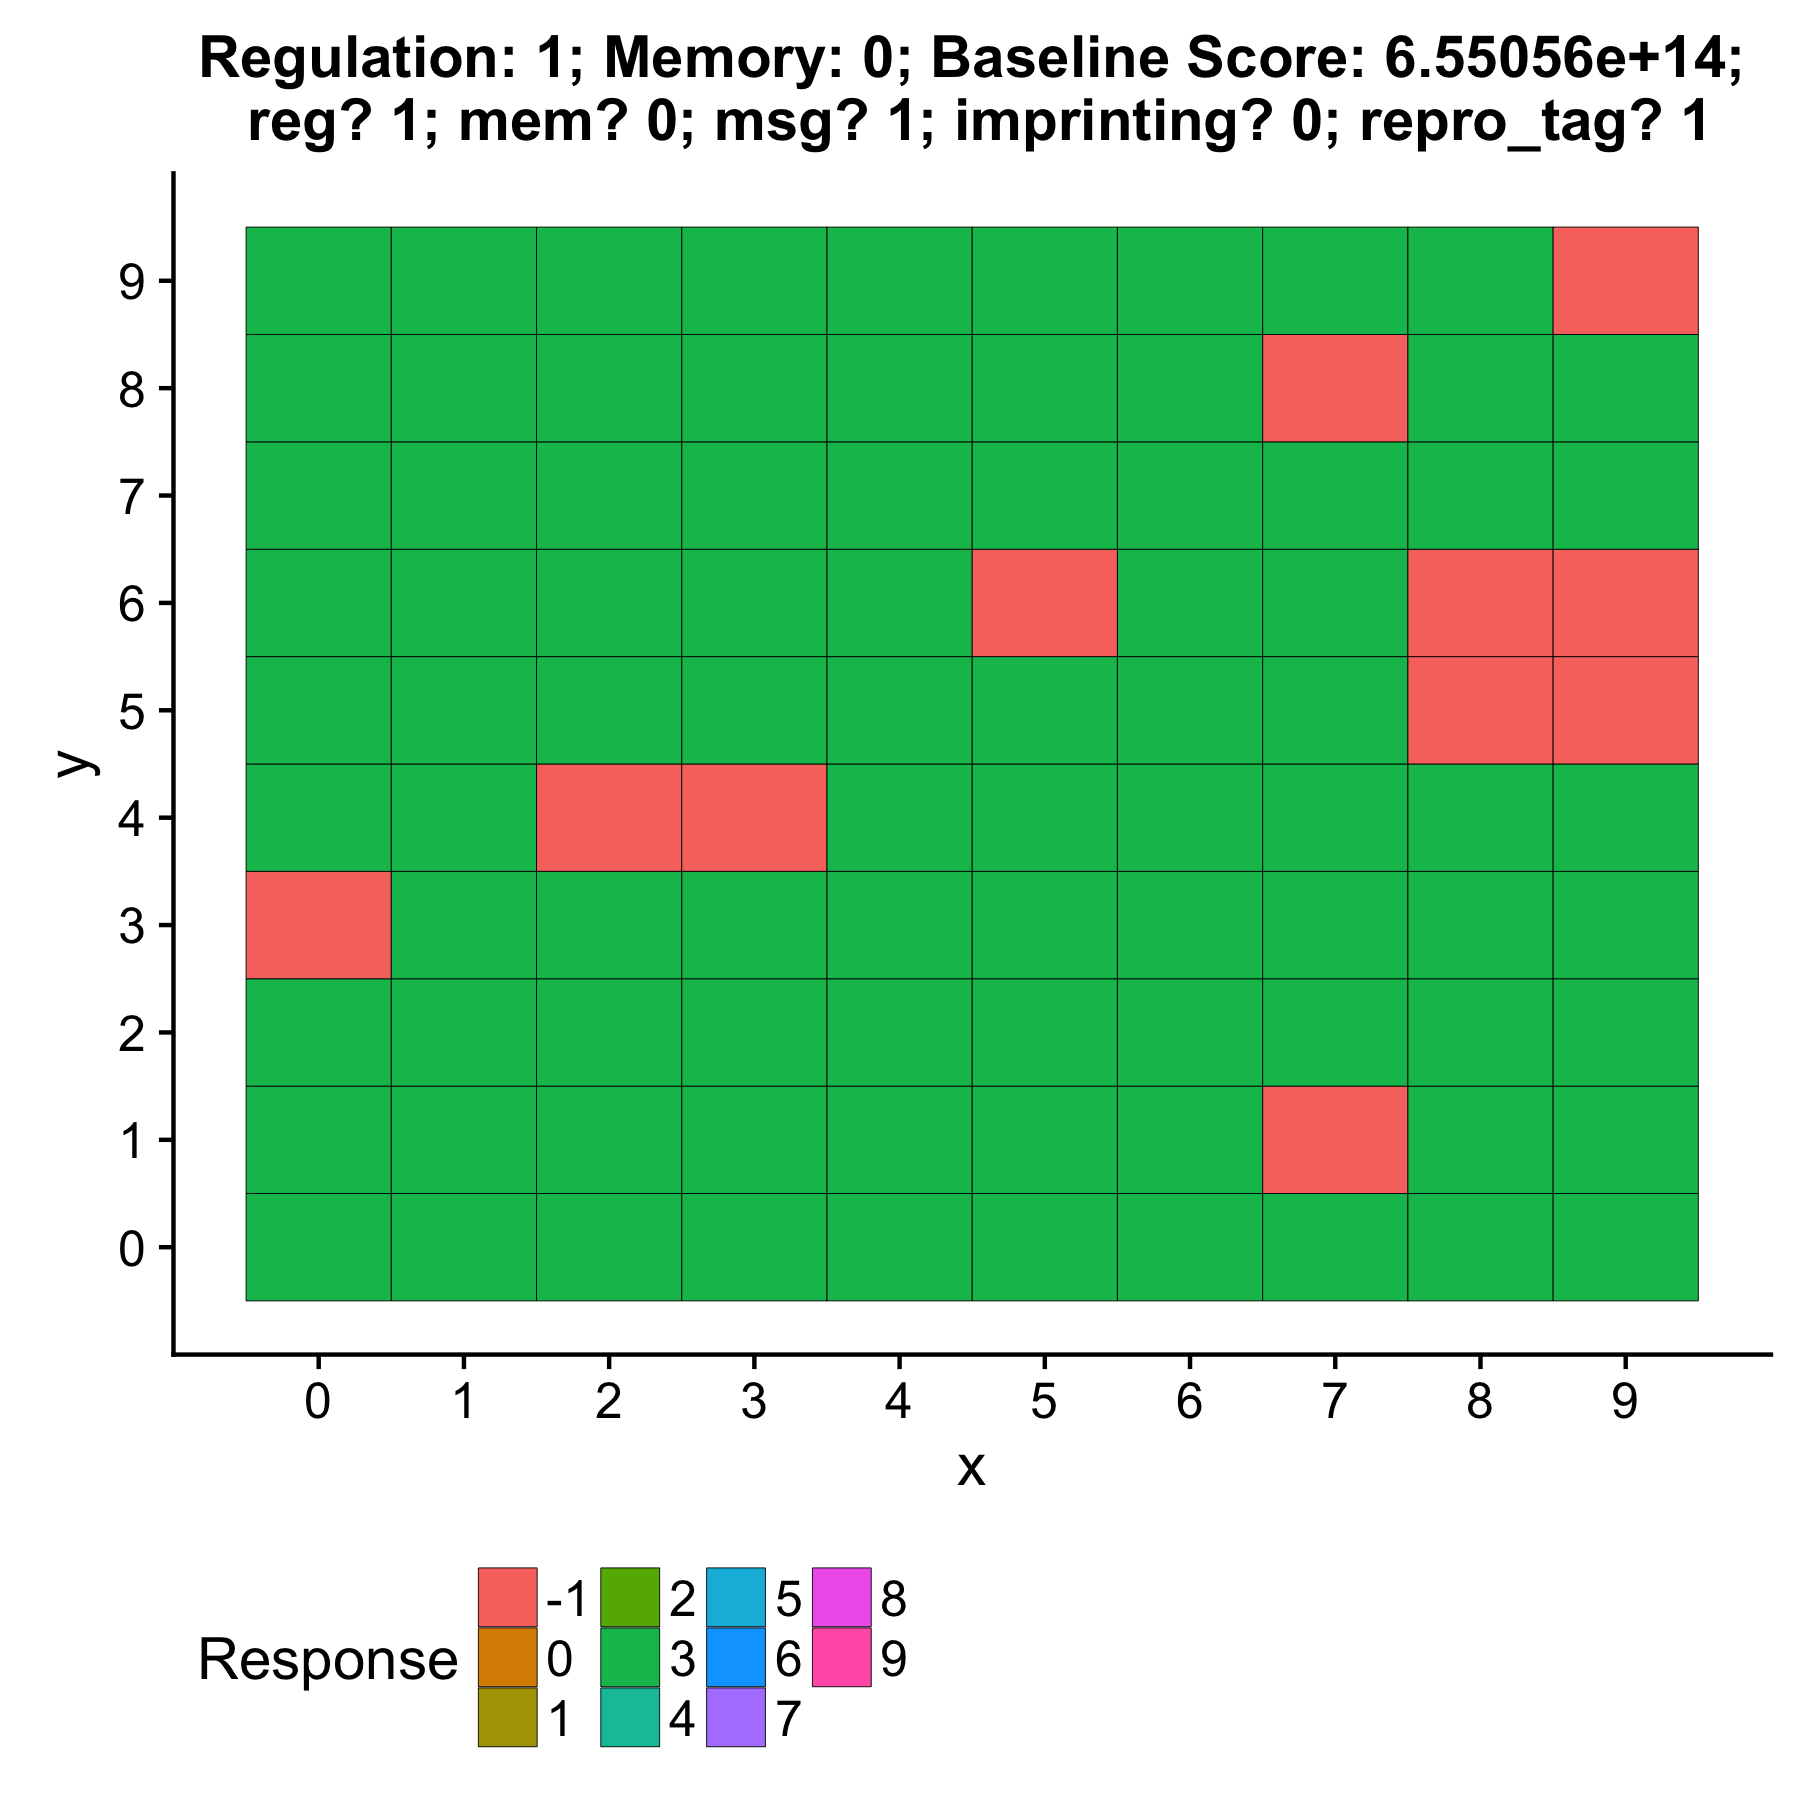 Regulation: 1; Memory: 0; Baseline Score: 6.55056e+14;
reg? 1; mem? 0; msg? 1; imprinting? 0; repro_tag? 1
9
8
7
6
5
4
3
2
1
0
y
0 1 2 3 4 5 6 7 8 9
x
Response
-1 2 5 8
0 3 6 9
1 4 7